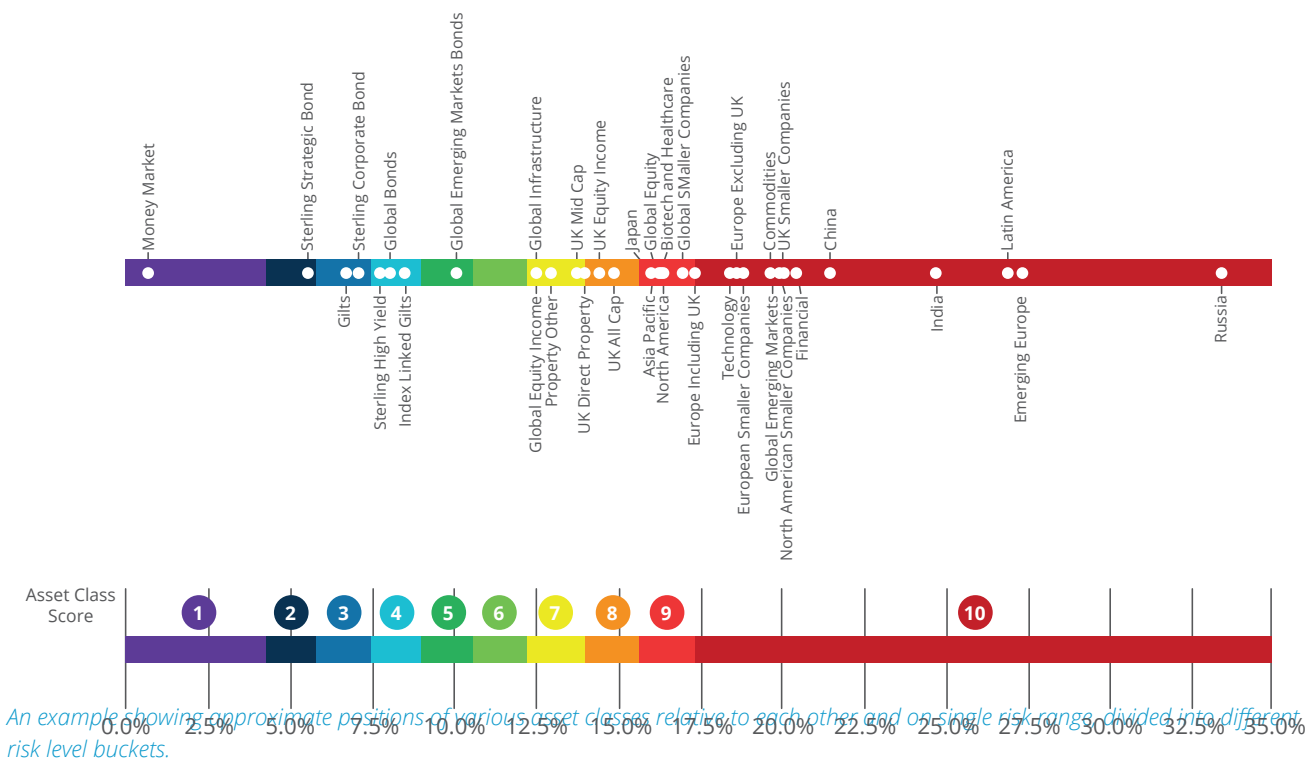 Money Market
Sterling Strategic Bond
Sterling Corporate Bond
Global Bonds
Global Emerging Markets Bonds
Global Infrastructure
UK Mid Cap
UK Equity Income
Japan
Global Equity
Biotech and Healthcare
Global SMaller Companies
Europe Excluding UK
Commodities
UK Smaller Companies
China
Latin America
Gilts
Sterling High Yield
Index Linked Gilts
Global Equity Income
Property Other
UK Direct Property
UK All Cap
Asia Pacific
North America
Europe Including UK
Technology
European Smaller Companies
Global Emerging Markets
North American Smaller Companies
Financial
India
Emerging Europe
Russia
Asset Class
Score
1 2 3 4 5 6 7 8 9 10
0.0% 2.5% 5.0% 7.5% 10.0% 12.5% 15.0% 17.5% 20.0% 22.5% 25.0% 27.5% 30.0% 32.5% 35.0%
An example showing approximate positions of various asset classes relative to each other and on single risk range, divided into different
risk level buckets.